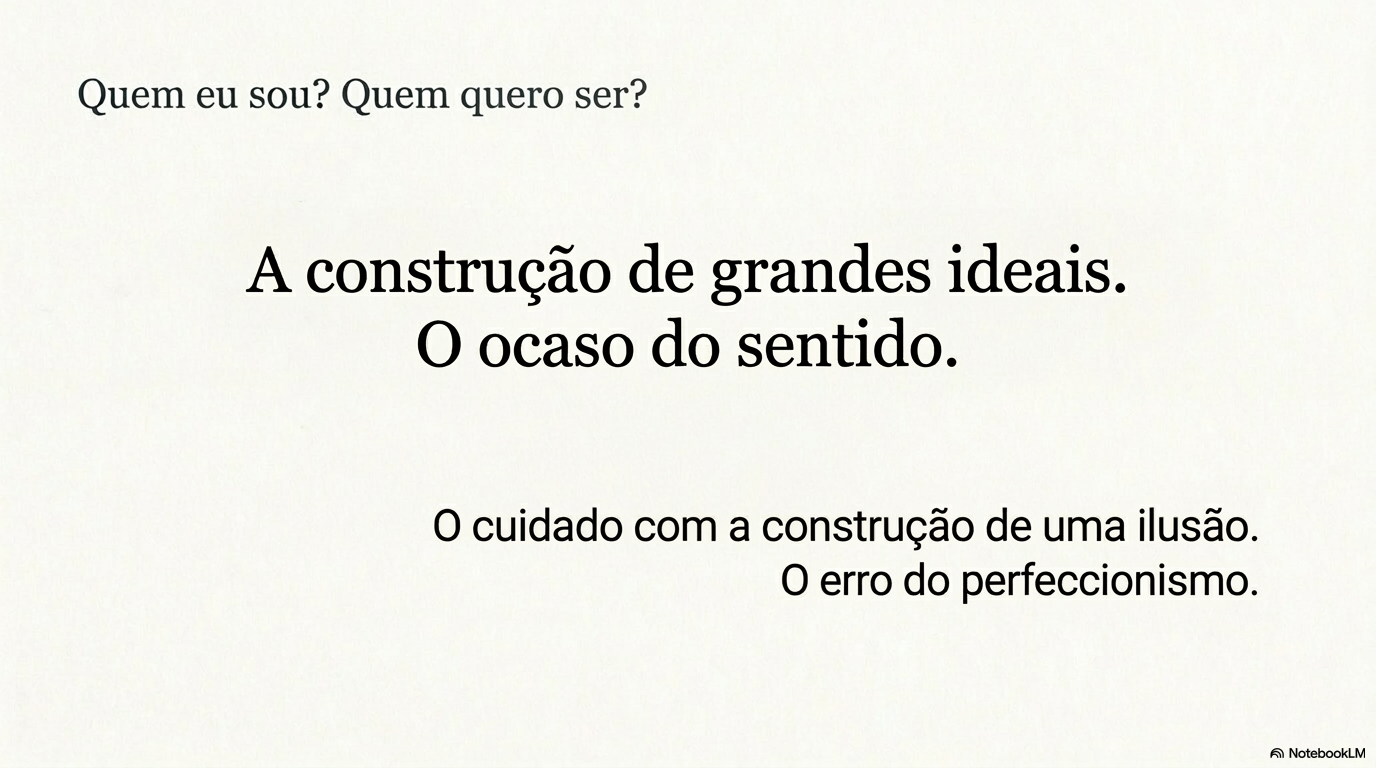 Quem eu sou? Quem quero ser?
A construção de grandes ideais.
O ocaso do sentido.
O cuidado com a construção de uma ilusão.
O erro do perfeccionismo.
NotebookLM